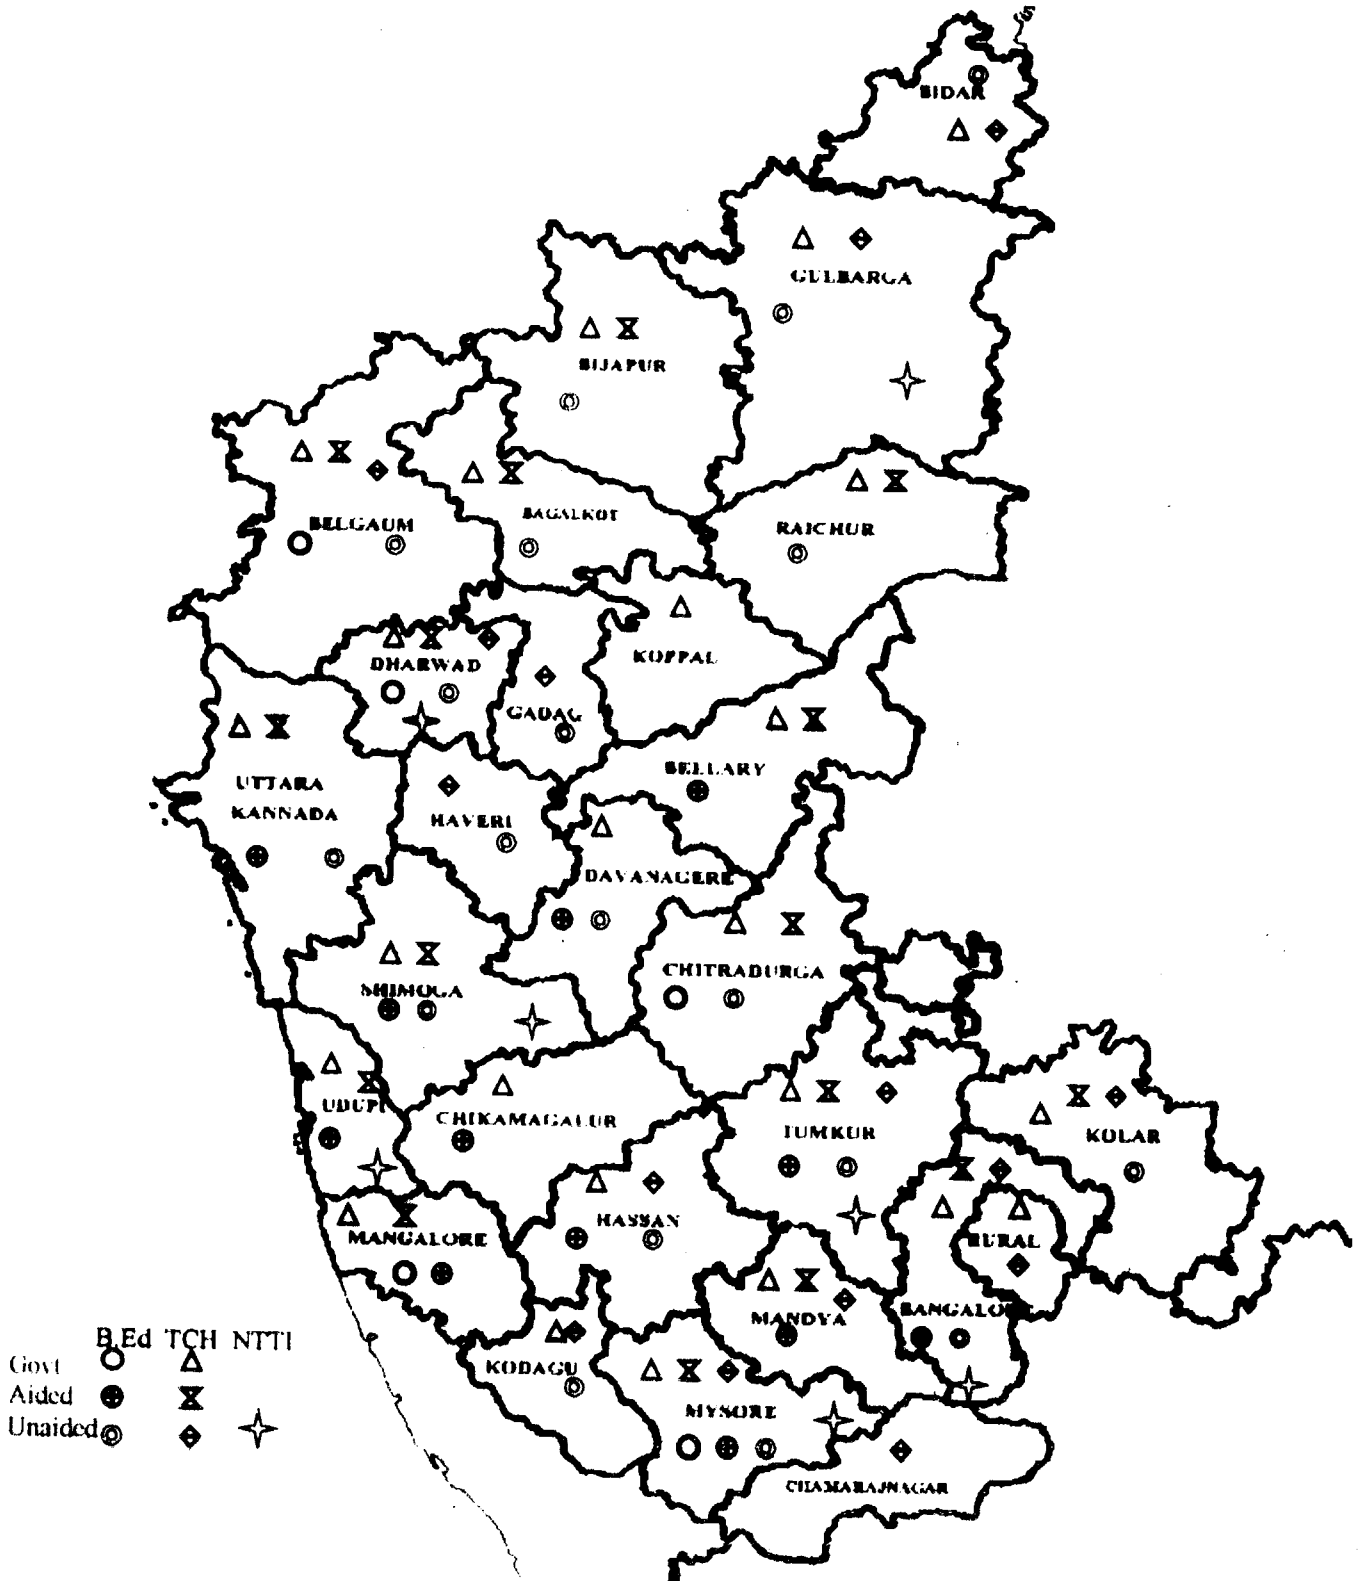 BIDAR
GULBARGA
BIJAPUR
BELGAUM
BAGALKOT
RAICHUR
DHARWAD
GADAG
KOPPAL
BELLARY
UTTARA
KANNADA
HAVERI
DAVANAGERE
CHITRADURGA
SHIMOGA
UDUPI
CHIKAMAGALUR
TUMKUR
KOLAR
HASSAN
MANGALORE
RURAL
MANDYA
BANGALORE
KODAGU
MYSORE
CHAMARAJNAGAR
B.Ed TCH NTTI
Govt
Aided
Unaided